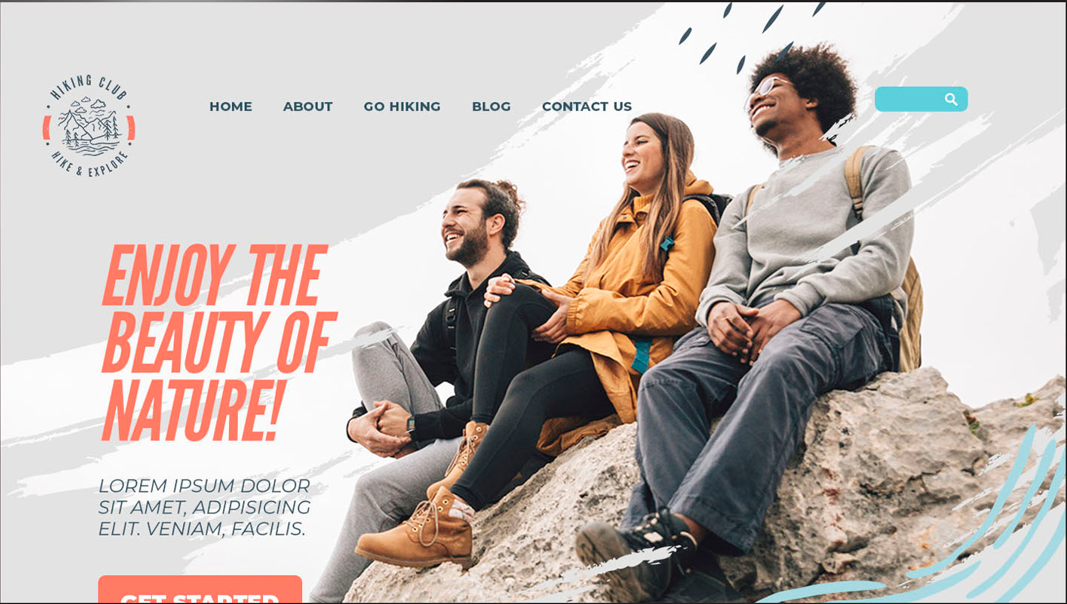 HIKING CLUB
HIKE & EXPLORE
HOME ABOUT GO HIKING BLOG CONTACT US
ENJOY THE
BEAUTY OF
NATURE!
LOREM IPSUM DOLOR
SIT AMET, ADIPISICING
ELIT. VENIAM, FACILIS.
GET STARTED